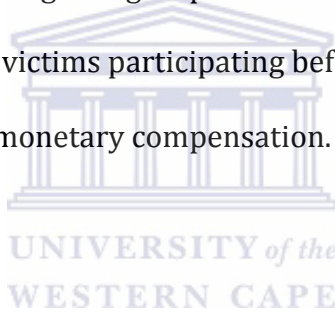 victims participating bef
monetary compensation.
UNIVERSITY of the
WESTERN CAPE